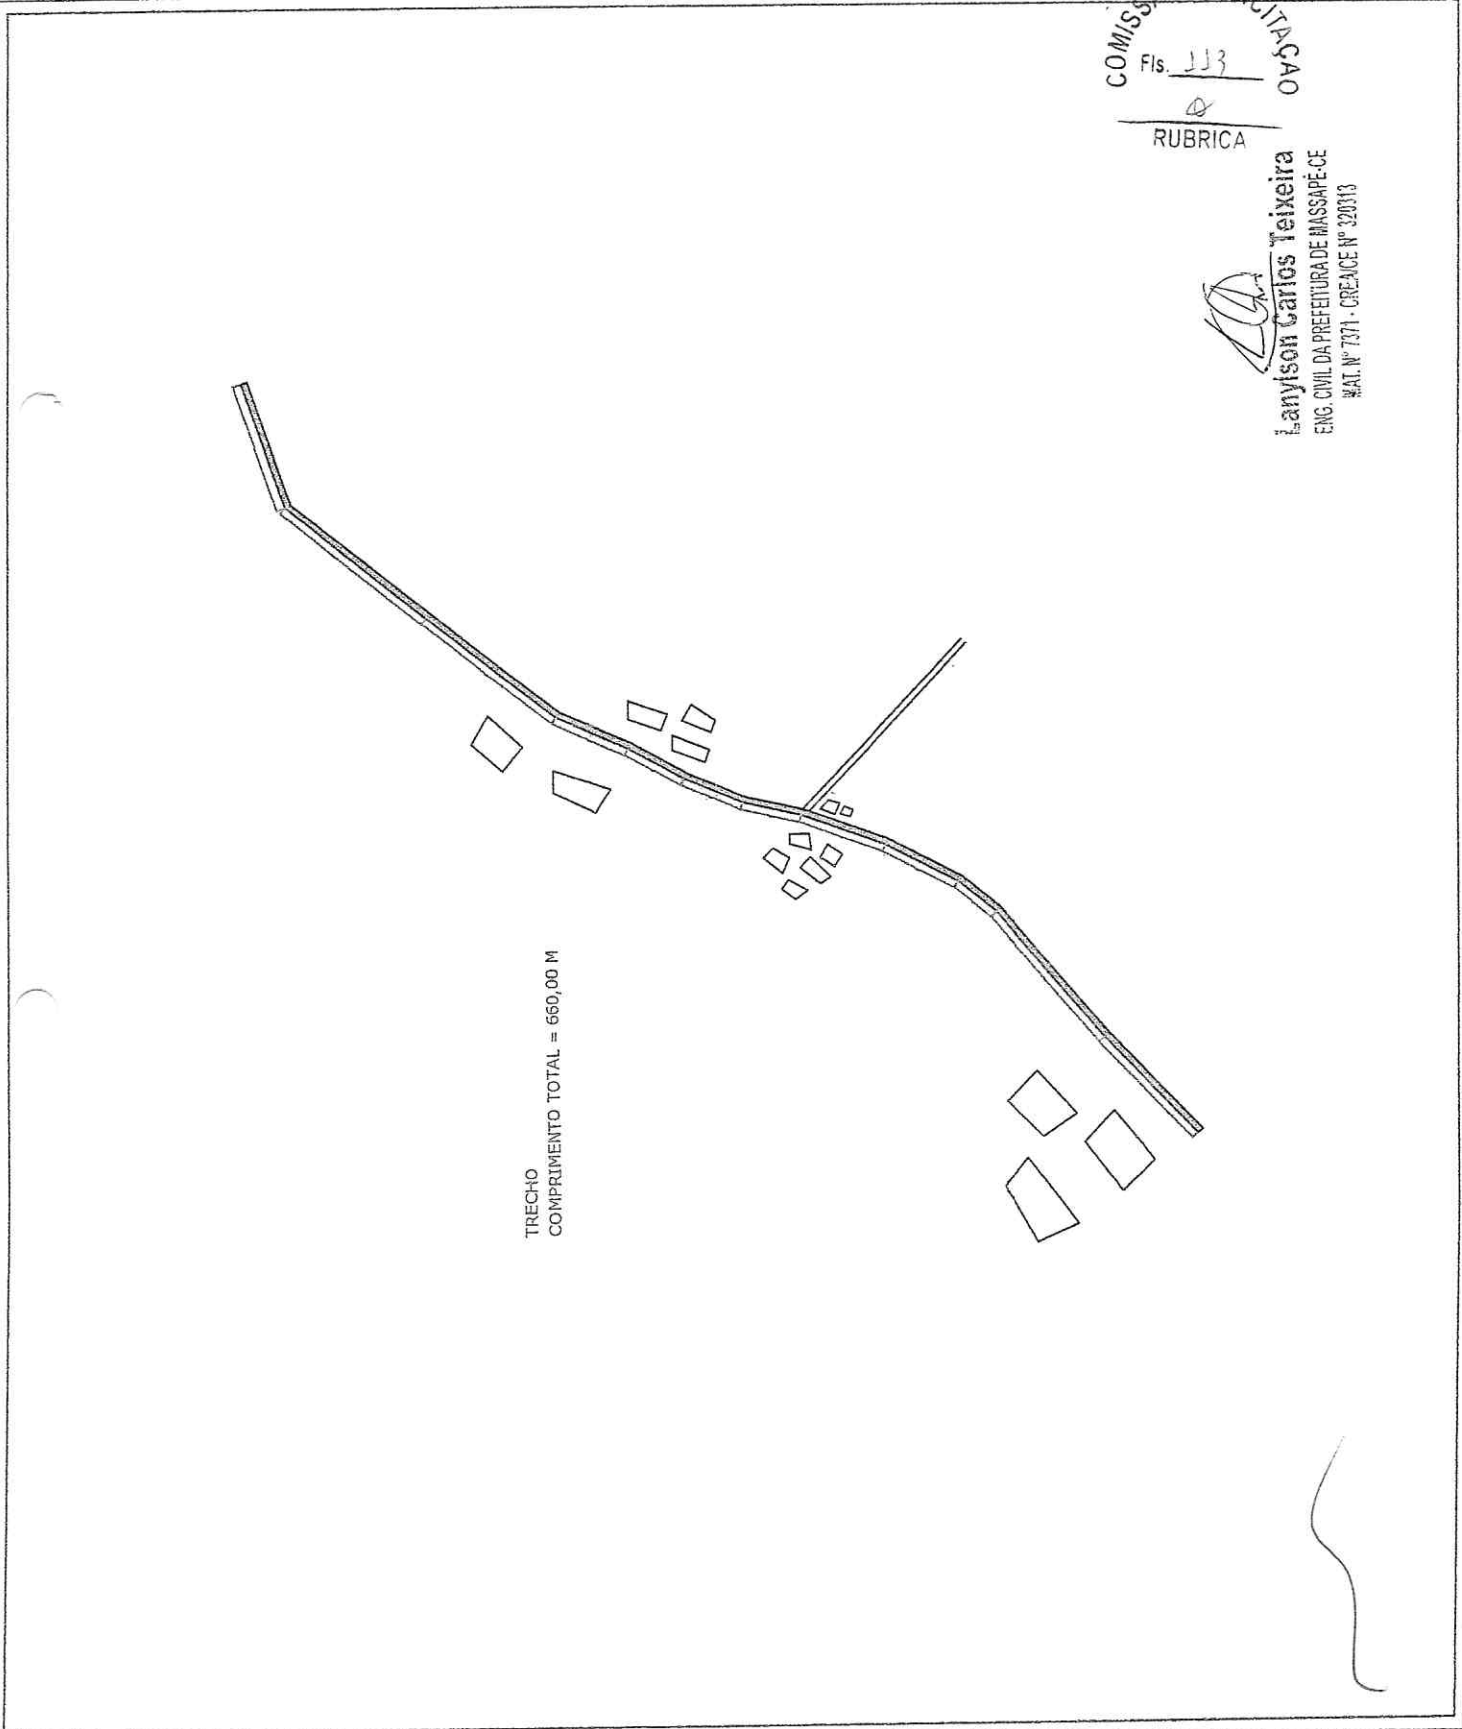 COMISS
CITAÇAO
Fls. 113
RUBRICA
Lanylson Carlos Teixeira
ENG. CIVIL DA PREFEITURA DE MASSAPÊ-CE
MAT. Nº 7371 - CREA/CE Nº 320313
TRECHO
COMPRIMENTO TOTAL = 660,00 M